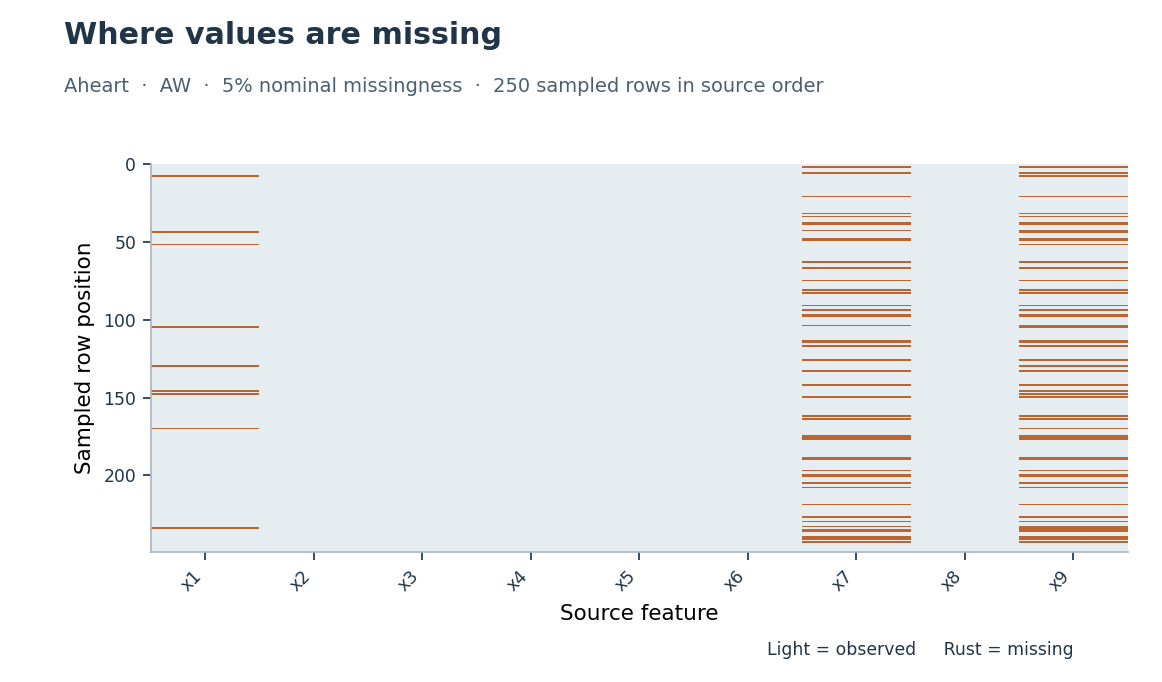 Where values are missing
Aheart · AW · 5% nominal missingness · 250 sampled rows in source order
0
50
100
150
200
Sampled row position
x1 x2 x3 x4 x5 x6 x7 x8 x9
Source feature
Light = observed Rust = missing